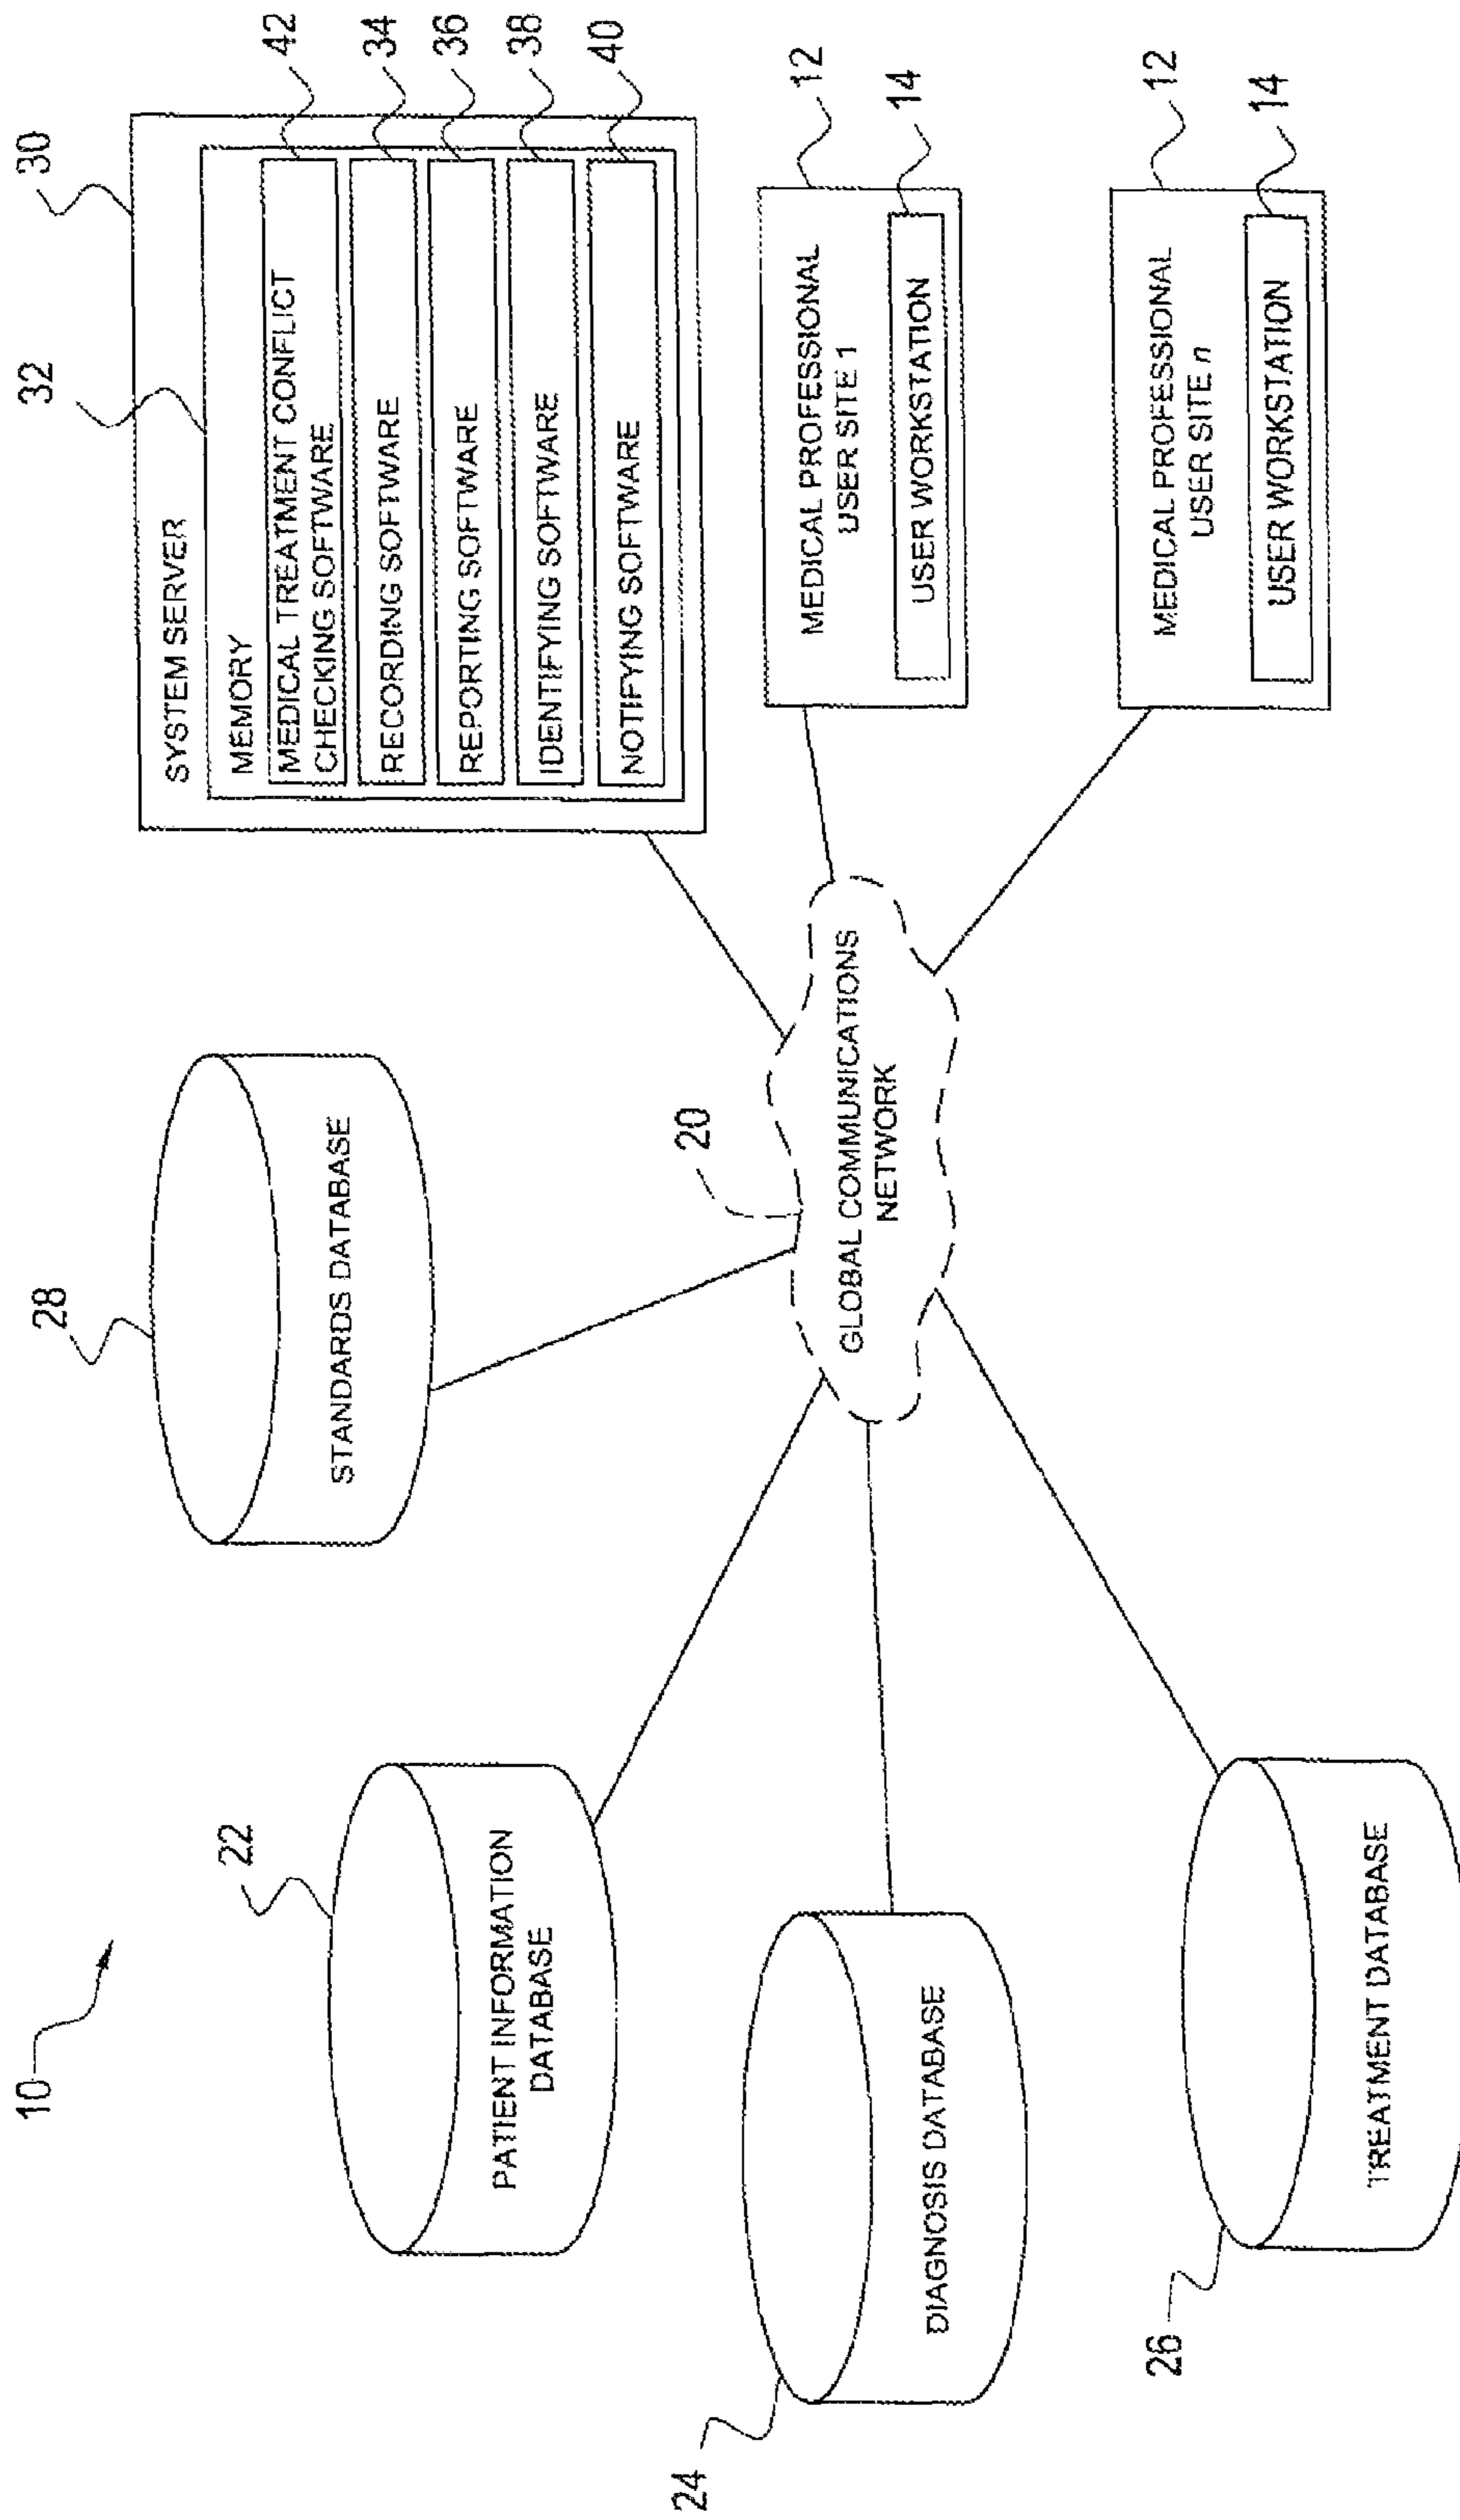 10
22
PATIENT INFORMATION
DATABASE
24
DIAGNOSIS DATABASE
26
TREATMENT DATABASE
28
STANDARDS DATABASE
20
GLOBAL COMMUNICATIONS
NETWORK
30
32
SYSTEM SERVER
MEMORY
MEDICAL TREATMENT CONFLICT
CHECKING SOFTWARE
42
RECORDING SOFTWARE
34
REPORTING SOFTWARE
36
IDENTIFYING SOFTWARE
38
NOTIFYING SOFTWARE
40
MEDICAL PROFESSIONAL
USER SITE 1
12
USER WORKSTATION
14
MEDICAL PROFESSIONAL
USER SITE n
12
USER WORKSTATION
14